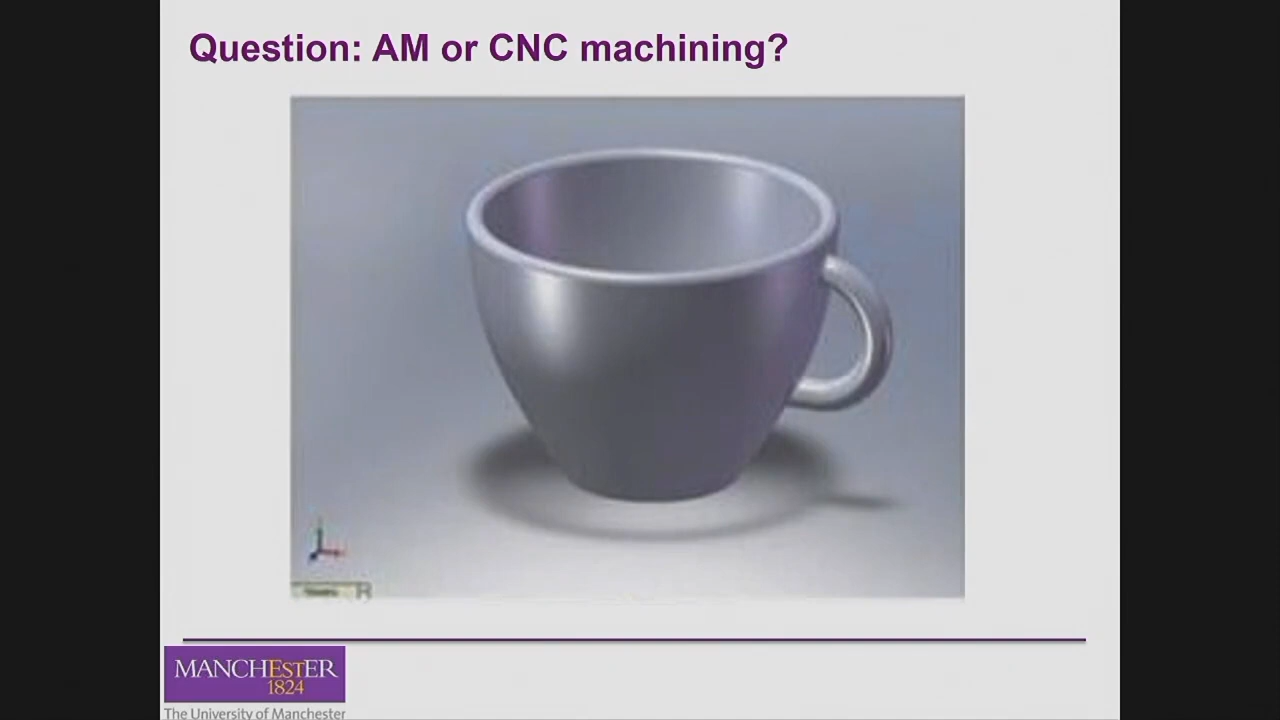 Question: AM or CNC machining?
MANCHESTER
1824
The University of Manchester